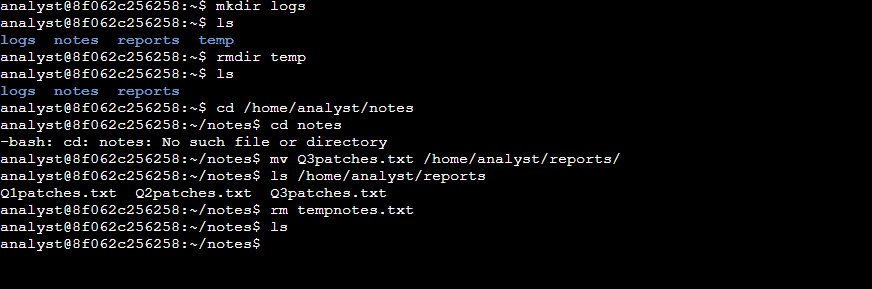 analyst@8f062c256258:~$ mkdir logs
analyst@8f062c256258:~$ ls
logs  notes  reports  temp
analyst@8f062c256258:~$ rmdir temp
analyst@8f062c256258:~$ ls
logs  notes  reports
analyst@8f062c256258:~$ cd /home/analyst/notes
analyst@8f062c256258:~/notes$ cd notes
-bash: cd: notes: No such file or directory
analyst@8f062c256258:~/notes$ mv Q3patches.txt /home/analyst/reports/
analyst@8f062c256258:~/notes$ ls /home/analyst/reports
Q1patches.txt  Q2patches.txt  Q3patches.txt
analyst@8f062c256258:~/notes$ rm tempnotes.txt
analyst@8f062c256258:~/notes$ ls
analyst@8f062c256258:~/notes$